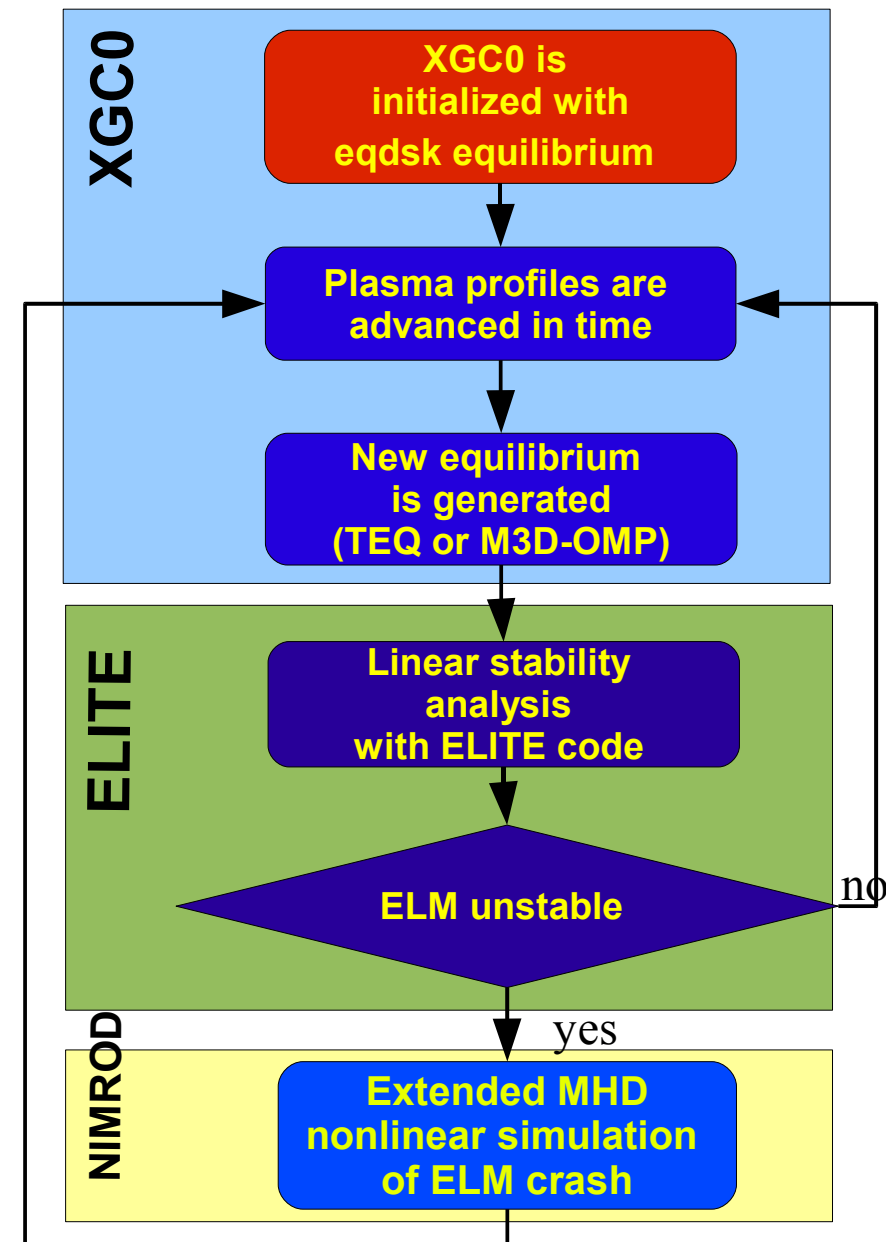 XGC0
XGC0 is
initialized with
eqdsk equilibrium
Plasma profiles are
advanced in time
New equilibrium
is generated
(TEQ or M3D-OMP)
ELITE
Linear stability
analysis
with ELITE code
ELM unstable
no
yes
NIMROD
Extended MHD
nonlinear simulation
of ELM crash